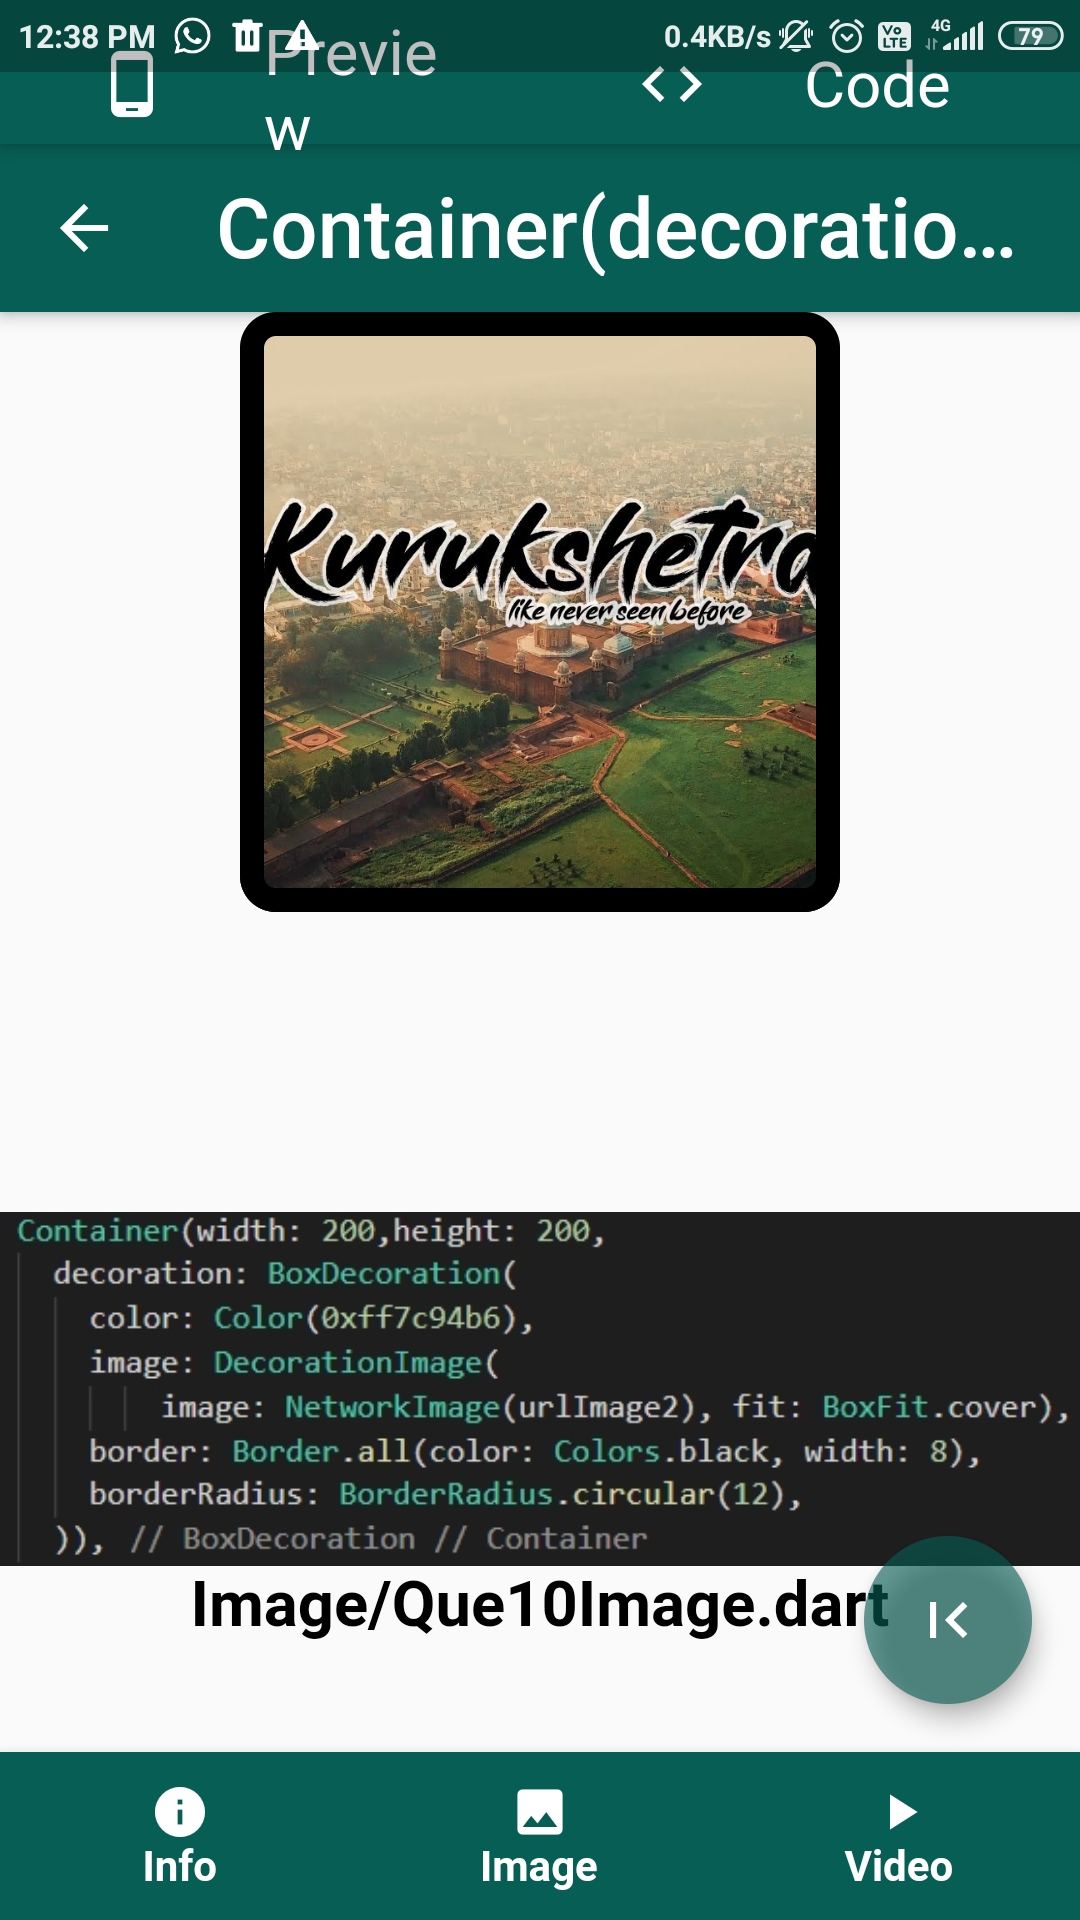 12:38 PM 0.4KB/s Vo LTE 4G 79
Previe
w
Code
Container(decoratio...
Kurukshetra
like never seen before
Container(width: 200,height: 200,
decoration: BoxDecoration(
color: Color(0xff7c94b6),
image: DecorationImage(
image: NetworkImage(urlImage2), fit: BoxFit.cover),
border: Border.all(color: Colors.black, width: 8),
borderRadius: BorderRadius.circular(12),
)), // BoxDecoration // Container
Image/Que10Image.dart
Info Image Video